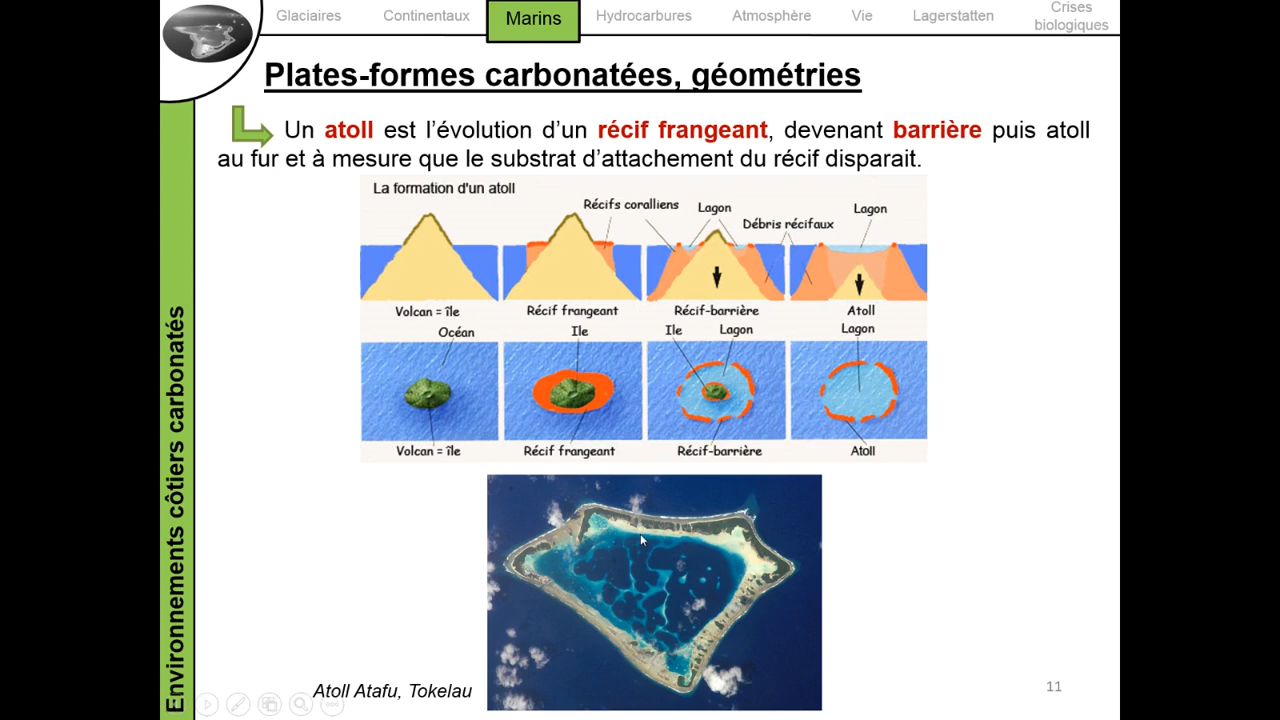 Glaciaires Continentaux Marins Hydrocarbures Atmosphère Vie Lagerstatten Crises biologiques
Plates-formes carbonatées, géométries
Un atoll est l’évolution d’un récif frangeant, devenant barrière puis atoll
au fur et à mesure que le substrat d’attachement du récif disparait.
La formation d'un atoll
Récifs coralliens Lagon Débris récifaux Lagon
Volcan = île Récif frangeant Récif-barrière Atoll
Océan Ile Ile Lagon Lagon
Volcan = île Récif frangeant Récif-barrière Atoll
Atoll Atafu, Tokelau
Environnements côtiers carbonatés
11